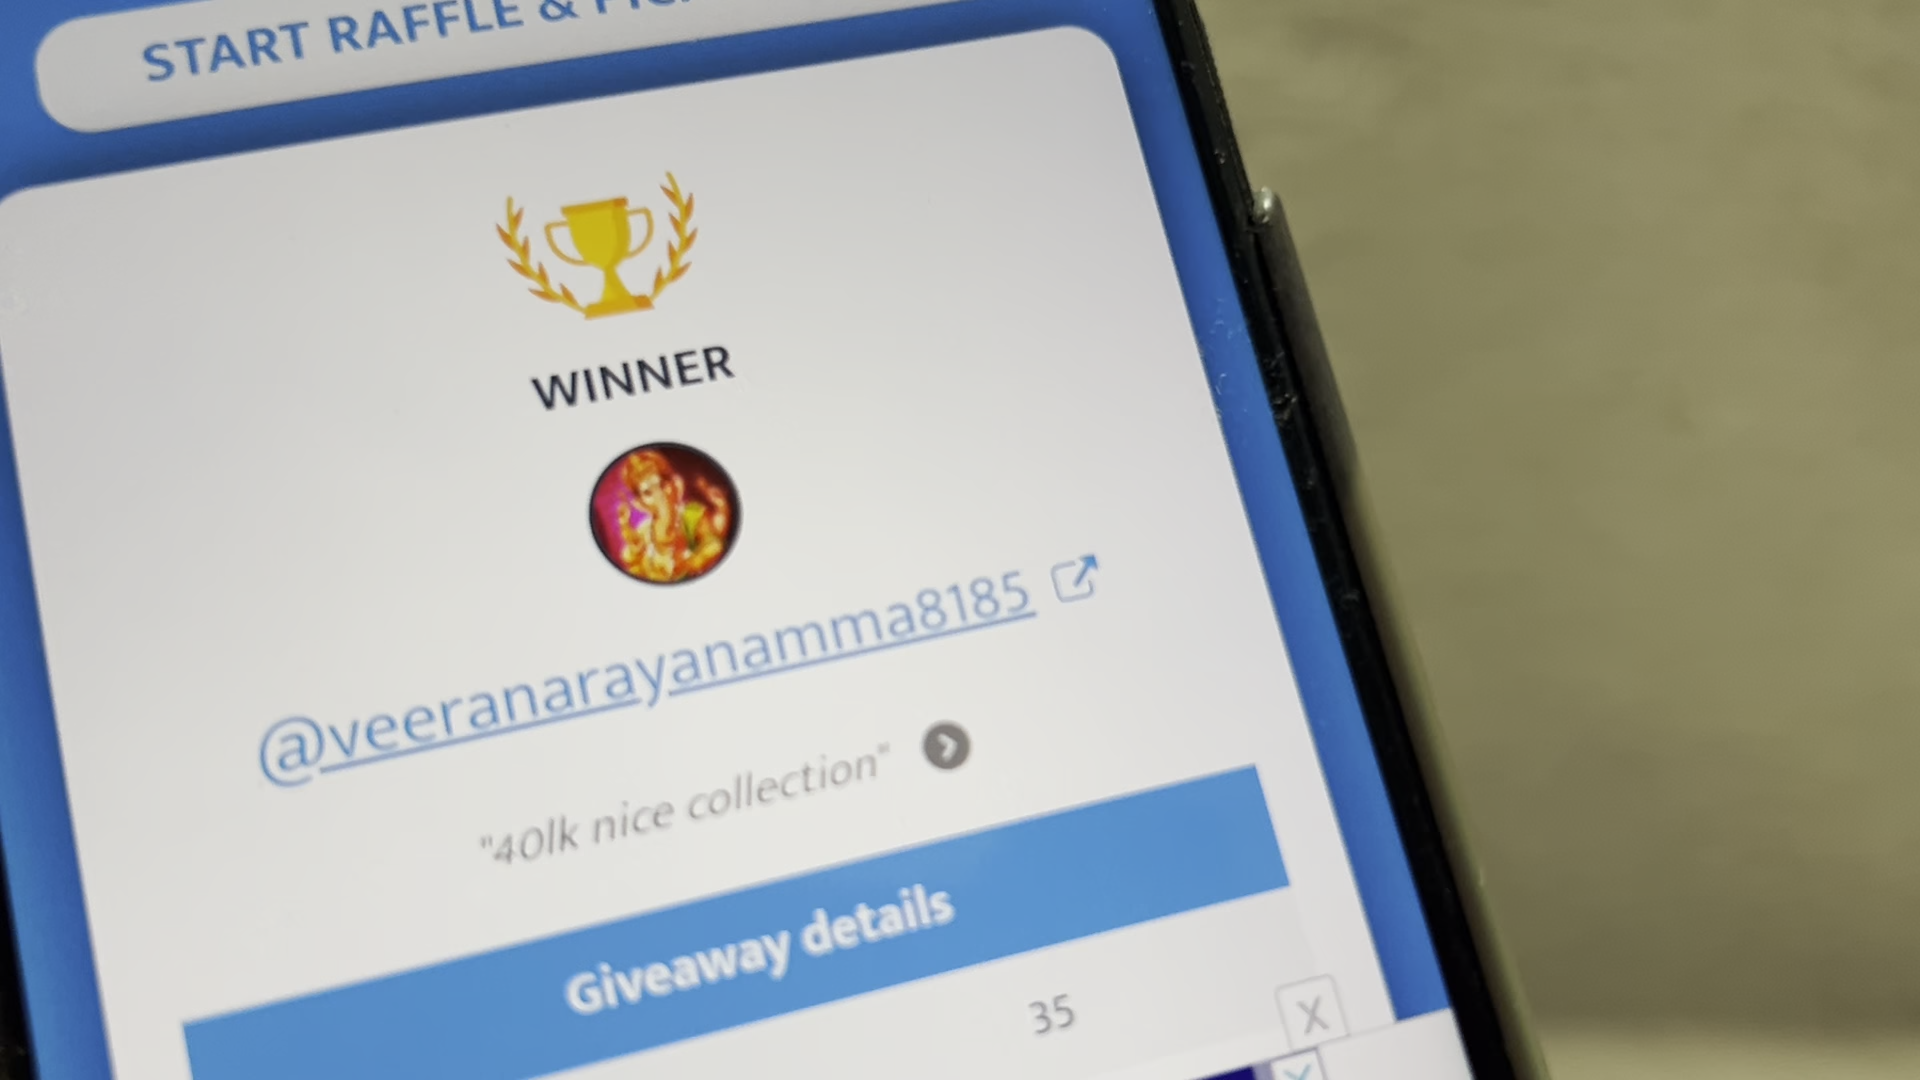 START RAFFLE &
WINNER
@veeranarayanamma8185
"40lk nice collection"
Giveaway details
35
X